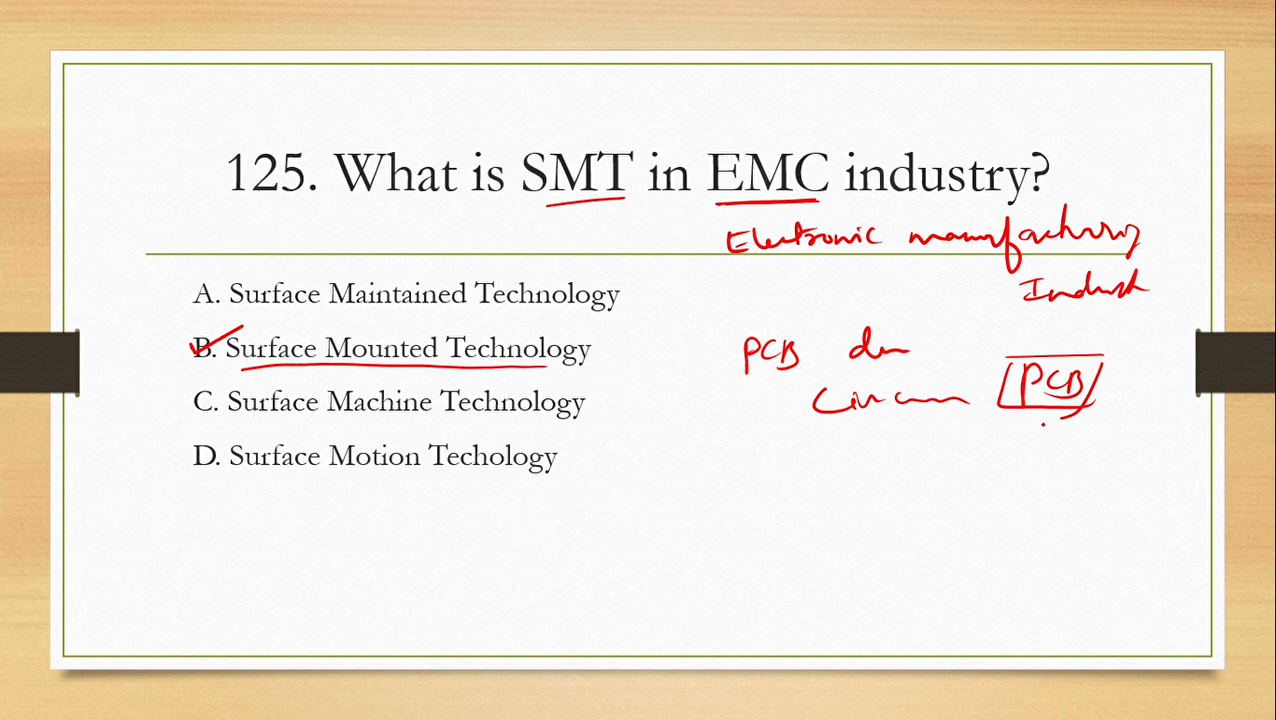 125. What is SMT in EMC industry?
Electronic manufacturing
A. Surface Maintained Technology
B. Surface Mounted Technology
PCB
PCB
C. Surface Machine Technology
D. Surface Motion Techology